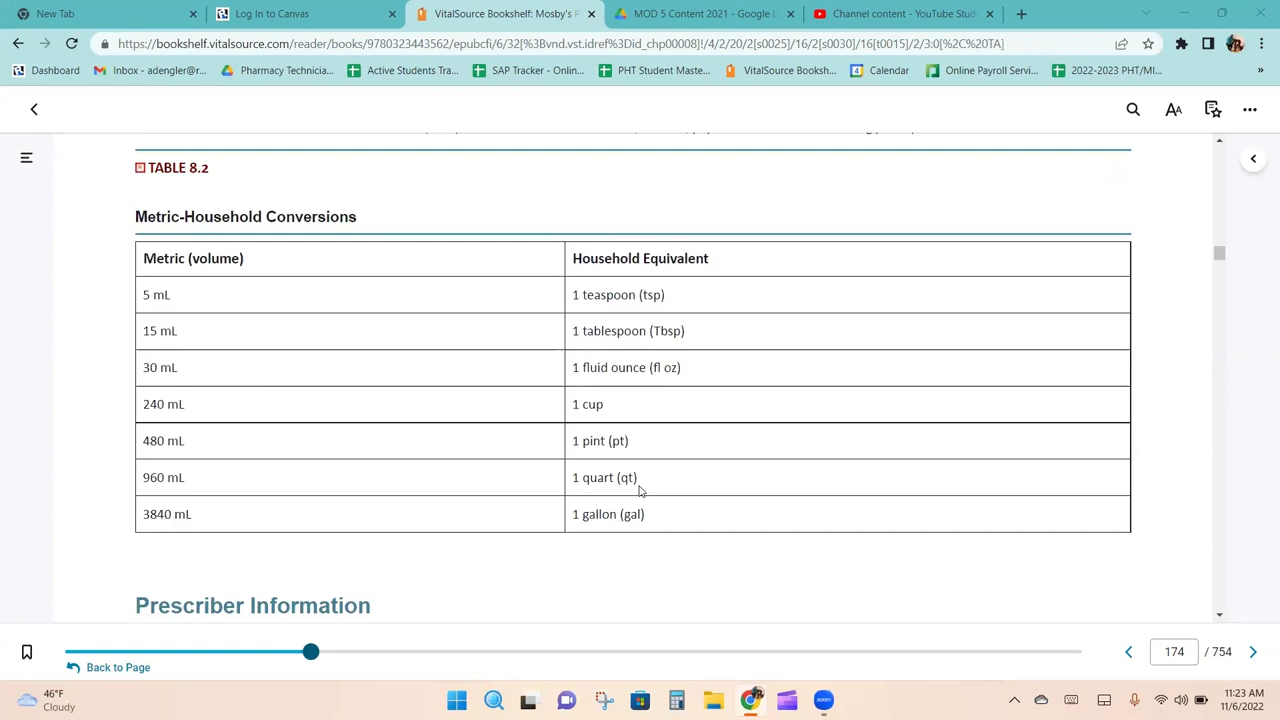 New Tab
Log In to Canvas
VitalSource Bookshelf: Mosby's P
MOD 5 Content 2021 - Google D
Channel content - YouTube Stud
https://bookshelf.vitalsource.com/reader/books/9780323443562/epubcfi/6/32[%3Bvnd.vst.idref%3Did_chp00008]!/4/2/20/2[s0025]/16/2[s0030]/16[t0015]/2/3:0[%2C%20TA]
Dashboard
Inbox - adengler@r...
Pharmacy Technicia...
Active Students Tra...
SAP Tracker - Onlin...
PHT Student Maste...
VitalSource Booksh...
Calendar
Online Payroll Servi...
2022-2023 PHT/MI...
»
AA
TABLE 8.2
Metric-Household Conversions
Metric (volume) Household Equivalent
5 mL 1 teaspoon (tsp)
15 mL 1 tablespoon (Tbsp)
30 mL 1 fluid ounce (fl oz)
240 mL 1 cup
480 mL 1 pint (pt)
960 mL 1 quart (qt)
3840 mL 1 gallon (gal)
Prescriber Information
174 / 754
Back to Page
46°F
Cloudy
zoom
11:23 AM
11/6/2022